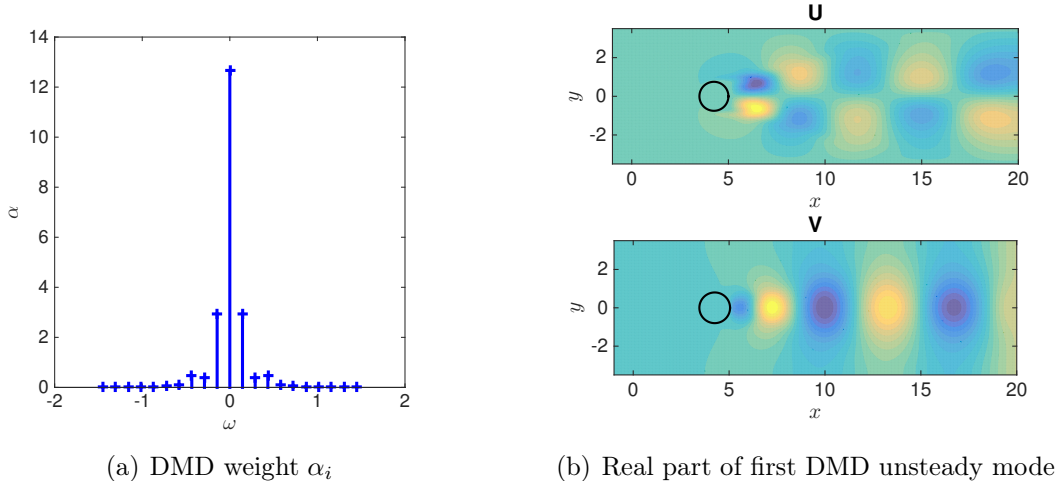 14
12
10
8
6
4
2
0
α
-2 -1 0 1 2
ω
(a) DMD weight αᵢ
U
2
0
-2
y
0 5 10 15 20
x
V
2
0
-2
y
0 5 10 15 20
x
(b) Real part of first DMD unsteady mode